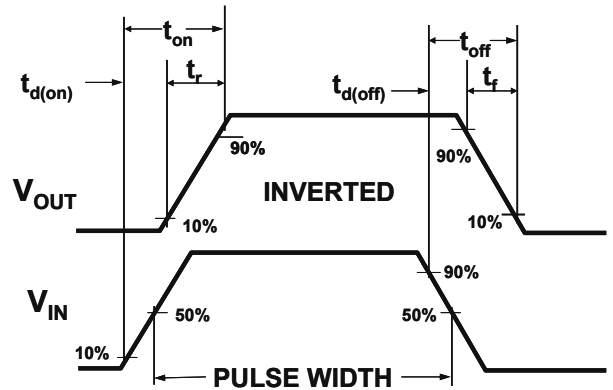 t_on
t_off
t_d(on)
t_r
t_d(off)
t_f
90%
90%
V_OUT
INVERTED
10%
10%
90%
V_IN
50%
50%
10%
PULSE WIDTH